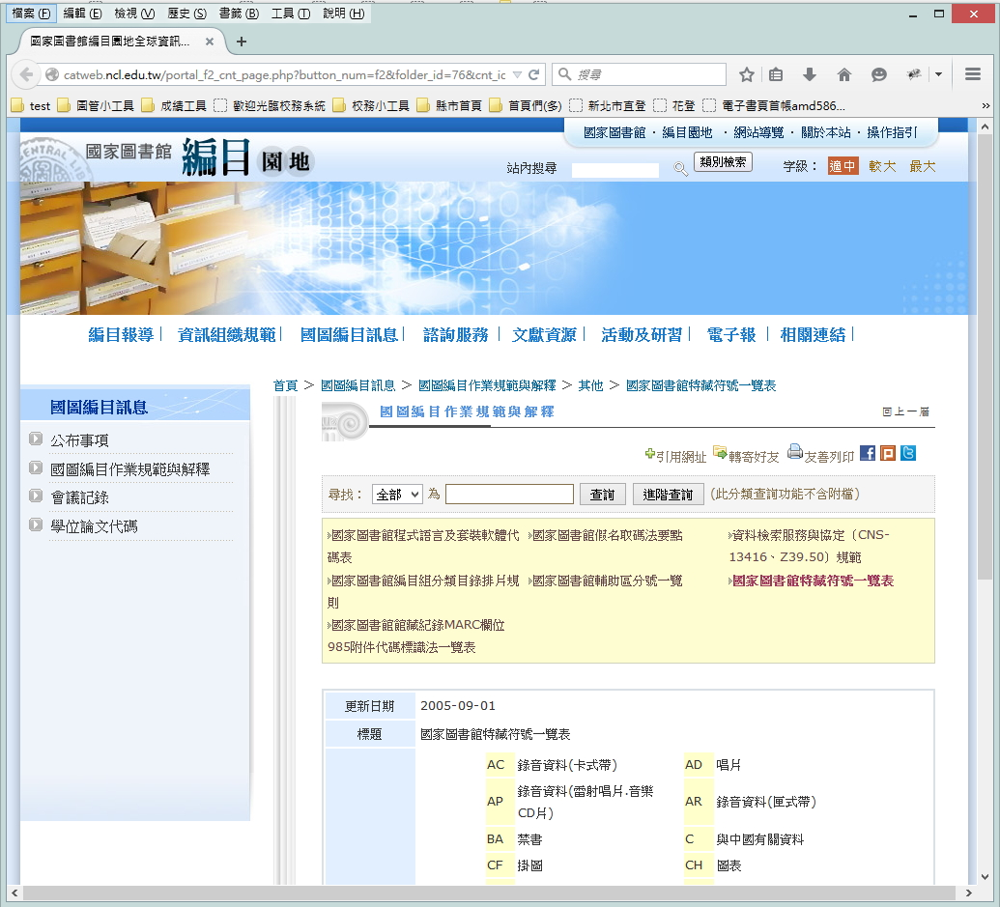 檔案(F) 編輯(E) 檢視(V) 歷史(S) 書籤(B) 工具(T) 說明(H)
國家圖書館編目園地全球資訊...
catweb.ncl.edu.tw/portal_f2_cnt_page.php?button_num=f2&folder_id=76&cnt_ic
搜尋
test 圖管小工具 成績工具 歡迎光臨校務系統 校務小工具 縣市首頁 首頁們(多) 新北市直登 花登 電子書頁首帳amd586...
國家圖書館・編目園地・網站導覽・關於本站・操作指引
CENTRAL LIB
國家圖書館 編目 園地
站內搜尋 類別檢索 字級： 適中 較大 最大
編目報導 | 資訊組織規範 | 國圖編目訊息 | 諮詢服務 | 文獻資源 | 活動及研習 | 電子報 | 相關連結 |
首頁 > 國圖編目訊息 > 國圖編目作業規範與解釋 > 其他 > 國家圖書館特藏符號一覽表
國圖編目訊息
公布事項
國圖編目作業規範與解釋
會議記錄
學位論文代碼
國圖編目作業規範與解釋
回上一層
引用網址 轉寄好友 友善列印
尋找： 全部 為 查詢 進階查詢 (此分類查詢功能不含附檔)
»國家圖書館程式語言及套裝軟體代碼表
»國家圖書館假名取碼法要點
»資料檢索服務與協定〔CNS-
13416、Z39.50〕規範
»國家圖書館編目組分類目錄排片規則
»國家圖書館輔助區分號一覽
»國家圖書館特藏符號一覽表
»國家圖書館館藏紀錄MARC欄位
985附件代碼標識法一覽表
更新日期 2005-09-01
標題 國家圖書館特藏符號一覽表
AC 錄音資料(卡式帶) AD 唱片
AP 錄音資料(雷射唱片.音樂CD片) AR 錄音資料(匣式帶)
BA 禁書 C 與中國有關資料
CF 掛圖 CH 圖表